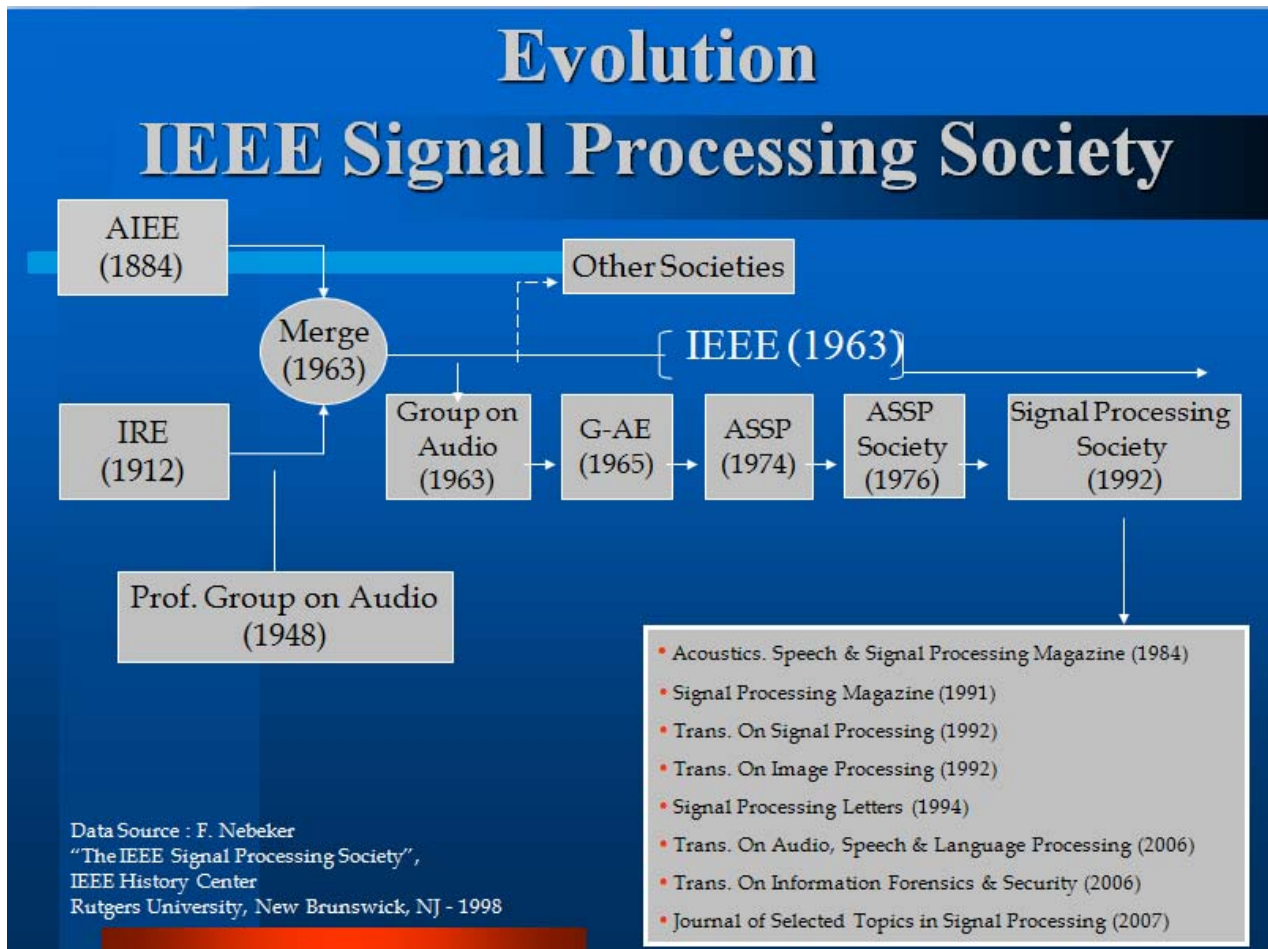 Evolution
IEEE Signal Processing Society
AIEE
(1884)
Other Societies
Merge
(1963)
IEEE (1963)
IRE
(1912)
Group on
Audio
(1963)
G-AE
(1965)
ASSP
(1974)
ASSP
Society
(1976)
Signal Processing
Society
(1992)
Prof. Group on Audio
(1948)
• Acoustics. Speech & Signal Processing Magazine (1984)
• Signal Processing Magazine (1991)
• Trans. On Signal Processing (1992)
• Trans. On Image Processing (1992)
• Signal Processing Letters (1994)
• Trans. On Audio, Speech & Language Processing (2006)
• Trans. On Information Forensics & Security (2006)
• Journal of Selected Topics in Signal Processing (2007)
Data Source : F. Nebeker
“The IEEE Signal Processing Society”,
IEEE History Center
Rutgers University, New Brunswick, NJ - 1998